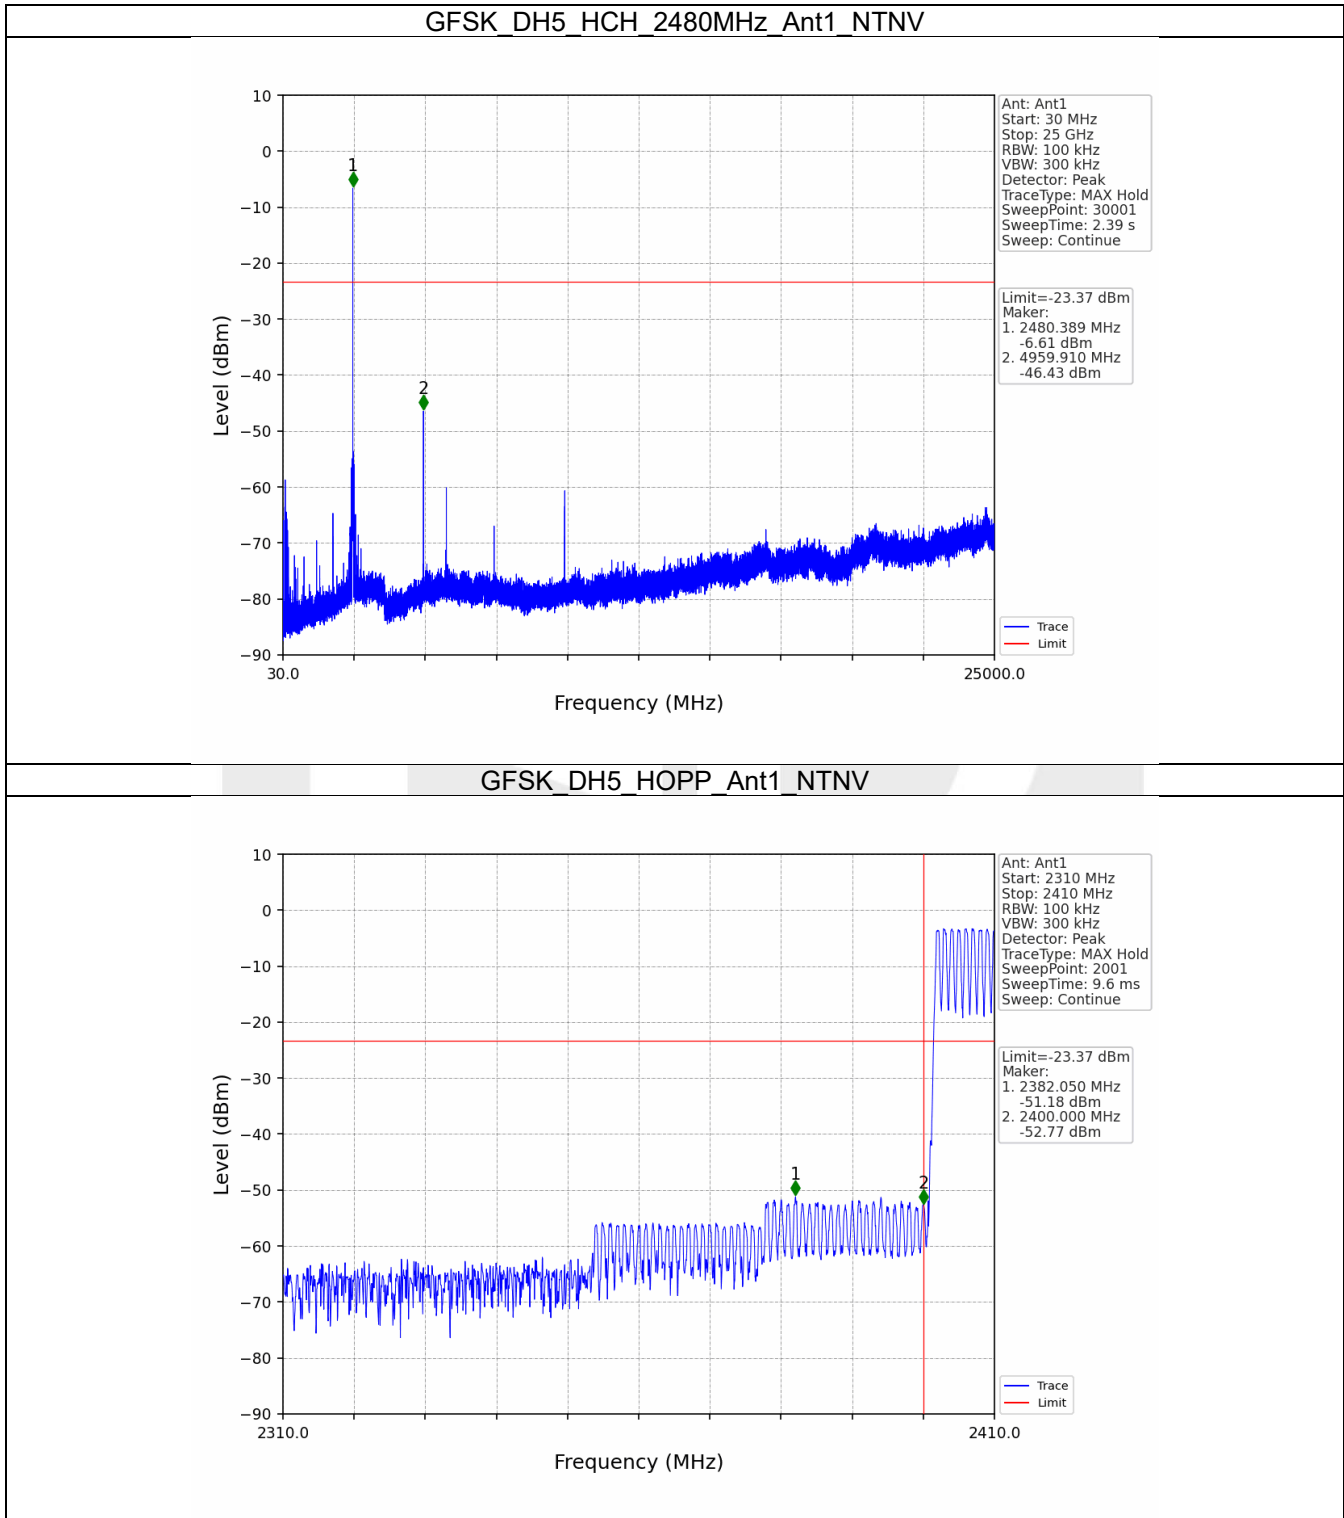 GFSK_DH5_HCH_2480MHz_Ant1_NTNV
10
0
−10
−20
−30
−40
−50
−60
−70
−80
−90
Level (dBm)
1
2
30.0
25000.0
Frequency (MHz)
Ant: Ant1
Start: 30 MHz
Stop: 25 GHz
RBW: 100 kHz
VBW: 300 kHz
Detector: Peak
TraceType: MAX Hold
SweepPoint: 30001
SweepTime: 2.39 s
Sweep: Continue
Limit=-23.37 dBm
Maker:
1. 2480.389 MHz
-6.61 dBm
2. 4959.910 MHz
-46.43 dBm
Trace
Limit
GFSK_DH5_HOPP_Ant1_NTNV
10
0
−10
−20
−30
−40
−50
−60
−70
−80
−90
Level (dBm)
1
2
2310.0
2410.0
Frequency (MHz)
Ant: Ant1
Start: 2310 MHz
Stop: 2410 MHz
RBW: 100 kHz
VBW: 300 kHz
Detector: Peak
TraceType: MAX Hold
SweepPoint: 2001
SweepTime: 9.6 ms
Sweep: Continue
Limit=-23.37 dBm
Maker:
1. 2382.050 MHz
-51.18 dBm
2. 2400.000 MHz
-52.77 dBm
Trace
Limit